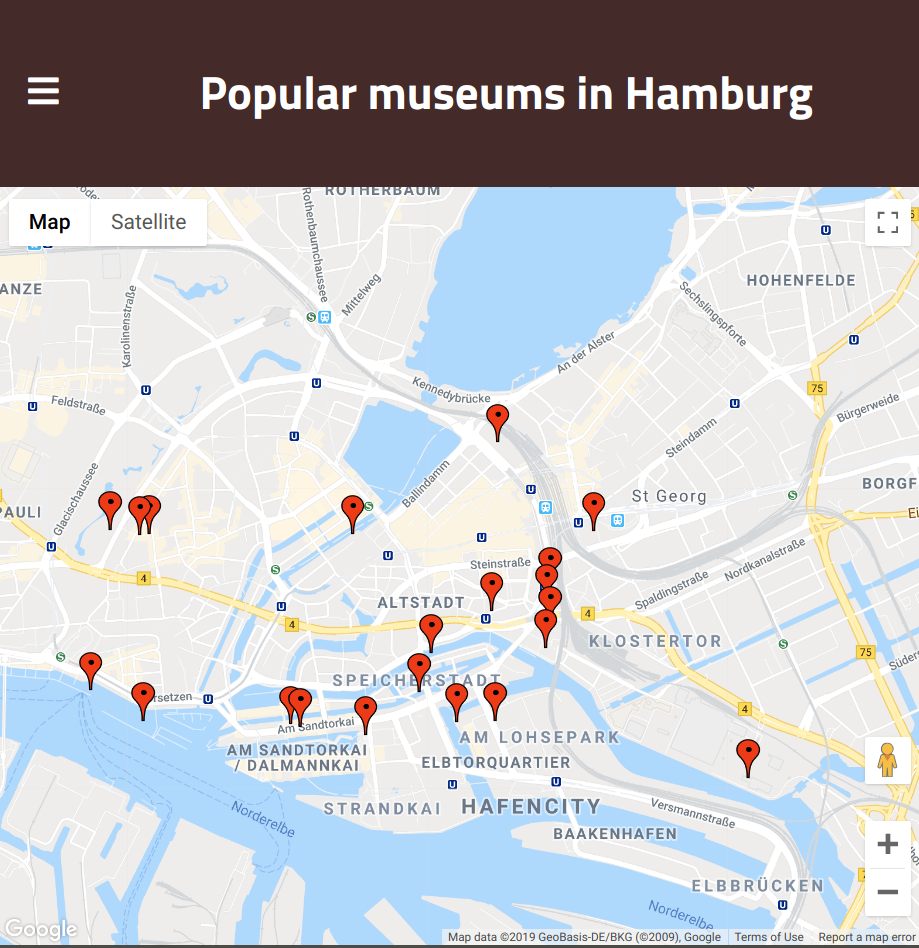 Popular museums in Hamburg
ROTHERBAUM
Map
Satellite
Rothenbaumchaussee
Mittelweg
HOHENFELDE
ANZE
Karolinenstraße
Sechslingspforte
An der Alster
75
Kennedybrücke
Feldstraße
Bürgerweide
Steindamm
Ballindamm
St Georg
BORGF
PAULI
Glacischaussee
Ei
Steinstraße
Nordkanalstraße
4
Spaldingstraße
ALTSTADT
4
4
KLOSTERTOR
75
Süder
SPEICHERSTADT
rsetzen
4
Am Sandtorkai
AM LOHSEPARK
AM SANDTORKAI
/ DALMANNKAI
ELBTORQUARTIER
Norderelbe
STRANDKAI
HAFENCITY
Versmannstraße
BAAKENHAFEN
ELBBRÜCKEN
Norderelbe
Google
Map data ©2019 GeoBasis-DE/BKG (©2009), Google
Terms of Use
Report a map error